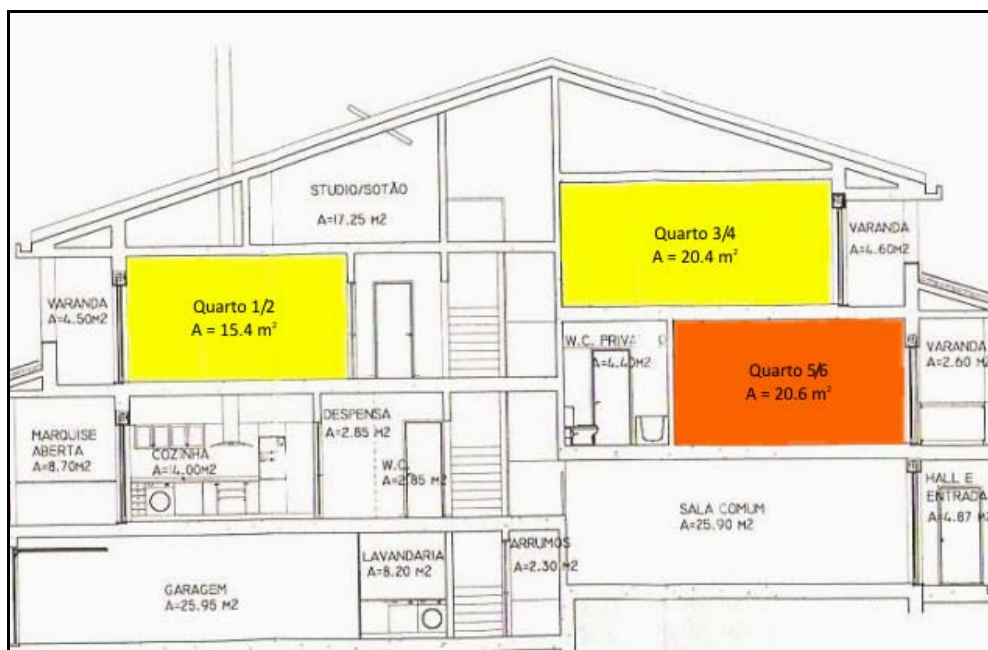 STUDIO/SOTÃO
A=17.25 M2
Quarto 3/4
A = 20.4 m²
VARANDA
A=4.60M2
VARANDA
A=4.50M2
Quarto 1/2
A = 15.4 m²
W.C. PRIVA
A=4.40M2
Quarto 5/6
A = 20.6 m²
VARANDA
A=2.60 M2
MARQUISE
ABERTA
A=8.70M2
COZINHA
A=14.00M2
DESPENSA
A=2.85 M2
W.C.
A=2.85 M2
SALA COMUM
A=25.90 M2
HALL E
ENTRADA
A=4.87 M2
GARAGEM
A=25.95 M2
LAVANDARIA
A=8.20 M2
ARRUMOS
A=2.30 M2